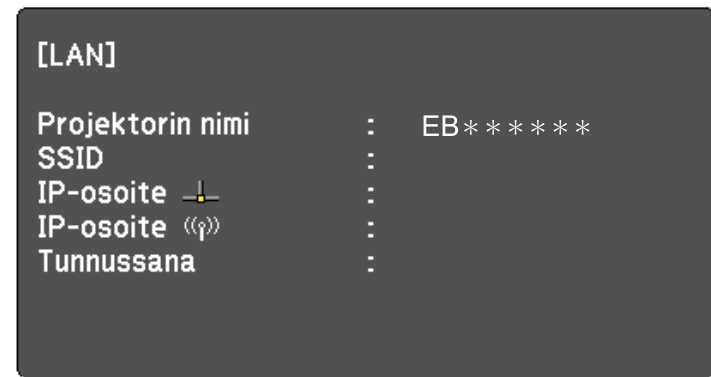 [LAN]
Projektorin nimi : EB******
SSID :
IP-osoite :
IP-osoite :
Tunnussana :